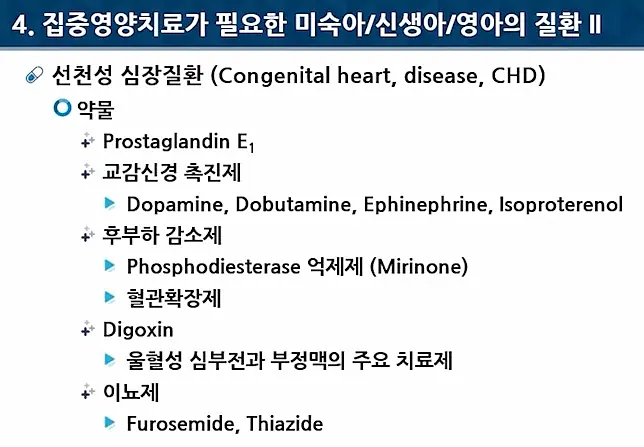 4. 집중영양치료가 필요한 미숙아/신생아/영아의 질환 II
선천성 심장질환 (Congenital heart, disease, CHD)
약물
Prostaglandin E1
교감신경 촉진제
Dopamine, Dobutamine, Ephinephrine, Isoproterenol
후부하 감소제
Phosphodiesterase 억제제 (Mirinone)
혈관확장제
Digoxin
울혈성 심부전과 부정맥의 주요 치료제
이뇨제
Furosemide, Thiazide